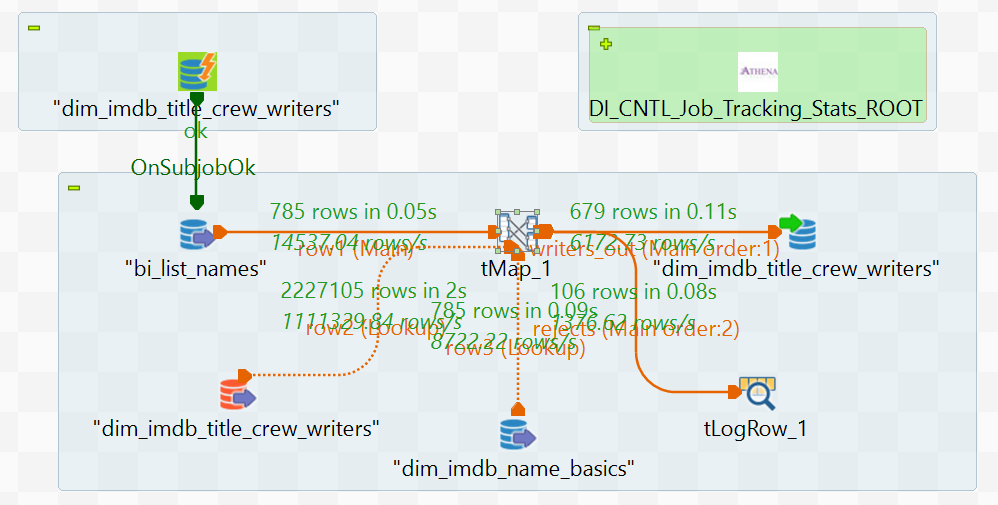 "dim_imdb_title_crew_writers"
ok
OnSubjobOk
ATHENA
DI_CNTL_Job_Tracking_Stats_ROOT
785 rows in 0.05s
14537.04 rows/s
row1 (Main)
679 rows in 0.11s
6172.73 rows/s
writers_out (Main order:1)
"bi_list_names"
tMap_1
"dim_imdb_title_crew_writers"
2227105 rows in 2s
1111329.84 rows/s
row2 (Lookup)
785 rows in 0.09s
8722.22 rows/s
row3 (Lookup)
106 rows in 0.08s
1376.62 rows/s
rejects (Main order:2)
"dim_imdb_title_crew_writers"
tLogRow_1
"dim_imdb_name_basics"